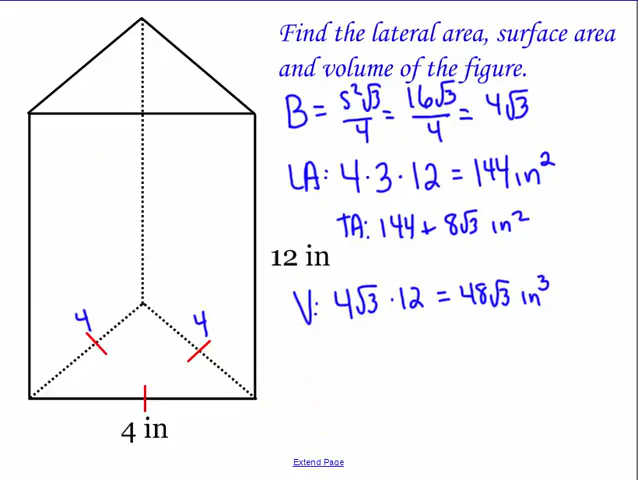 Find the lateral area, surface area
and volume of the figure.
B = s²√3/4 = 16√3/4 = 4√3
LA: 4·3·12 = 144 in²
TA: 144 + 8√3 in²
12 in
V: 4√3·12 = 48√3 in³
4 4
4 in
Extend Page